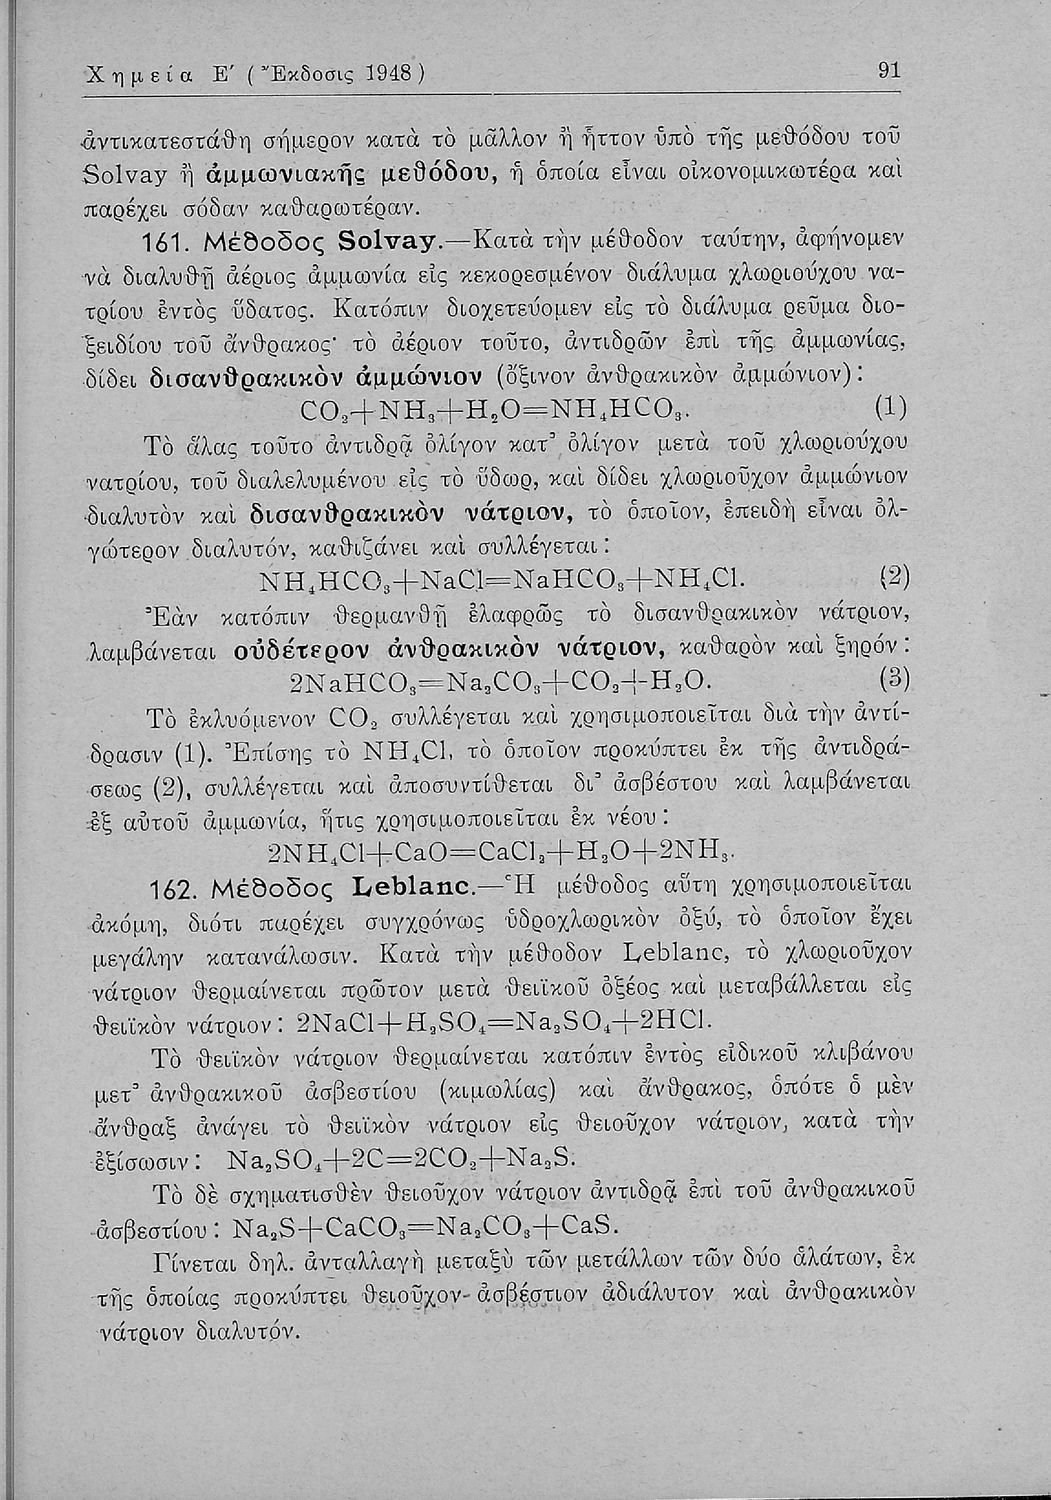 Χημεία Ε′ (Ἔκδοσις 1948) 91
ἀντικατεστάθη σήμερον κατὰ τὸ μᾶλλον ἢ ἧττον ὑπὸ τῆς μεθόδου τοῦ
Solvay ἢ ἀμμωνιακῆς μεθόδου, ἡ ὁποία εἶναι οἰκονομικωτέρα καὶ
παρέχει σόδαν καθαρωτέραν.
161. Μέθοδος Solvay.—Κατὰ τὴν μέθοδον ταύτην, ἀφήνομεν
νὰ διαλυθῇ ἀέριος ἀμμωνία εἰς κεκορεσμένον διάλυμα χλωριούχου να-
τρίου ἐντὸς ὕδατος. Κατόπιν διοχετεύομεν εἰς τὸ διάλυμα ρεῦμα διο-
ξειδίου τοῦ ἄνθρακος· τὸ ἀέριον τοῦτο, ἀντιδρῶν ἐπὶ τῆς ἀμμωνίας,
δίδει δισανθρακικὸν ἀμμώνιον (ὄξινον ἀνθρακικὸν ἀμμώνιον):
CO₂+NH₃+H₂O=NH₄HCO₃. (1)
Τὸ ἅλας τοῦτο ἀντιδρᾷ ὀλίγον κατ’ ὀλίγον μετὰ τοῦ χλωριούχου
νατρίου, τοῦ διαλελυμένου εἰς τὸ ὕδωρ, καὶ δίδει χλωριοῦχον ἀμμώνιον
διαλυτὸν καὶ δισανθρακικὸν νάτριον, τὸ ὁποῖον, ἐπειδὴ εἶναι ὀλ-
γώτερον διαλυτόν, καθιζάνει καὶ συλλέγεται:
NH₄HCO₃+NaCl=NaHCO₃+NH₄Cl. (2)
Ἐὰν κατόπιν θερμανθῇ ἐλαφρῶς τὸ δισανθρακικὸν νάτριον,
λαμβάνεται οὐδέτερον ἀνθρακικὸν νάτριον, καθαρὸν καὶ ξηρόν:
2NaHCO₃=Na₂CO₃+CO₂+H₂O. (3)
Τὸ ἐκλυόμενον CO₂ συλλέγεται καὶ χρησιμοποιεῖται διὰ τὴν ἀντί-
δρασιν (1). Ἐπίσης τὸ NH₄Cl, τὸ ὁποῖον προκύπτει ἐκ τῆς ἀντιδρά-
σεως (2), συλλέγεται καὶ ἀποσυντίθεται δι’ ἀσβέστου καὶ λαμβάνεται
ἐξ αὐτοῦ ἀμμωνία, ἥτις χρησιμοποιεῖται ἐκ νέου:
2NH₄Cl+CaO=CaCl₂+H₂O+2NH₃.
162. Μέθοδος Leblanc.—Ἡ μέθοδος αὕτη χρησιμοποιεῖται
ἀκόμη, διότι παρέχει συγχρόνως ὑδροχλωρικὸν ὀξύ, τὸ ὁποῖον ἔχει
μεγάλην κατανάλωσιν. Κατὰ τὴν μέθοδον Leblanc, τὸ χλωριοῦχον
νάτριον θερμαίνεται πρῶτον μετὰ θειϊκοῦ ὀξέος καὶ μεταβάλλεται εἰς
θειϊκὸν νάτριον: 2NaCl+H₂SO₄=Na₂SO₄+2HCl.
Τὸ θειϊκὸν νάτριον θερμαίνεται κατόπιν ἐντὸς εἰδικοῦ κλιβάνου
μετ’ ἀνθρακικοῦ ἀσβεστίου (κιμωλίας) καὶ ἄνθρακος, ὁπότε ὁ μὲν
ἄνθραξ ἀνάγει τὸ θειϊκὸν νάτριον εἰς θειοῦχον νάτριον, κατὰ τὴν
ἐξίσωσιν: Na₂SO₄+2C=2CO₂+Na₂S.
Τὸ δὲ σχηματισθὲν θειοῦχον νάτριον ἀντιδρᾷ ἐπὶ τοῦ ἀνθρακικοῦ
ἀσβεστίου: Na₂S+CaCO₃=Na₂CO₃+CaS.
Γίνεται δηλ. ἀνταλλαγὴ μεταξὺ τῶν μετάλλων τῶν δύο ἁλάτων, ἐκ
τῆς ὁποίας προκύπτει θειοῦχον ἀσβέστιον ἀδιάλυτον καὶ ἀνθρακικὸν
νάτριον διαλυτόν.